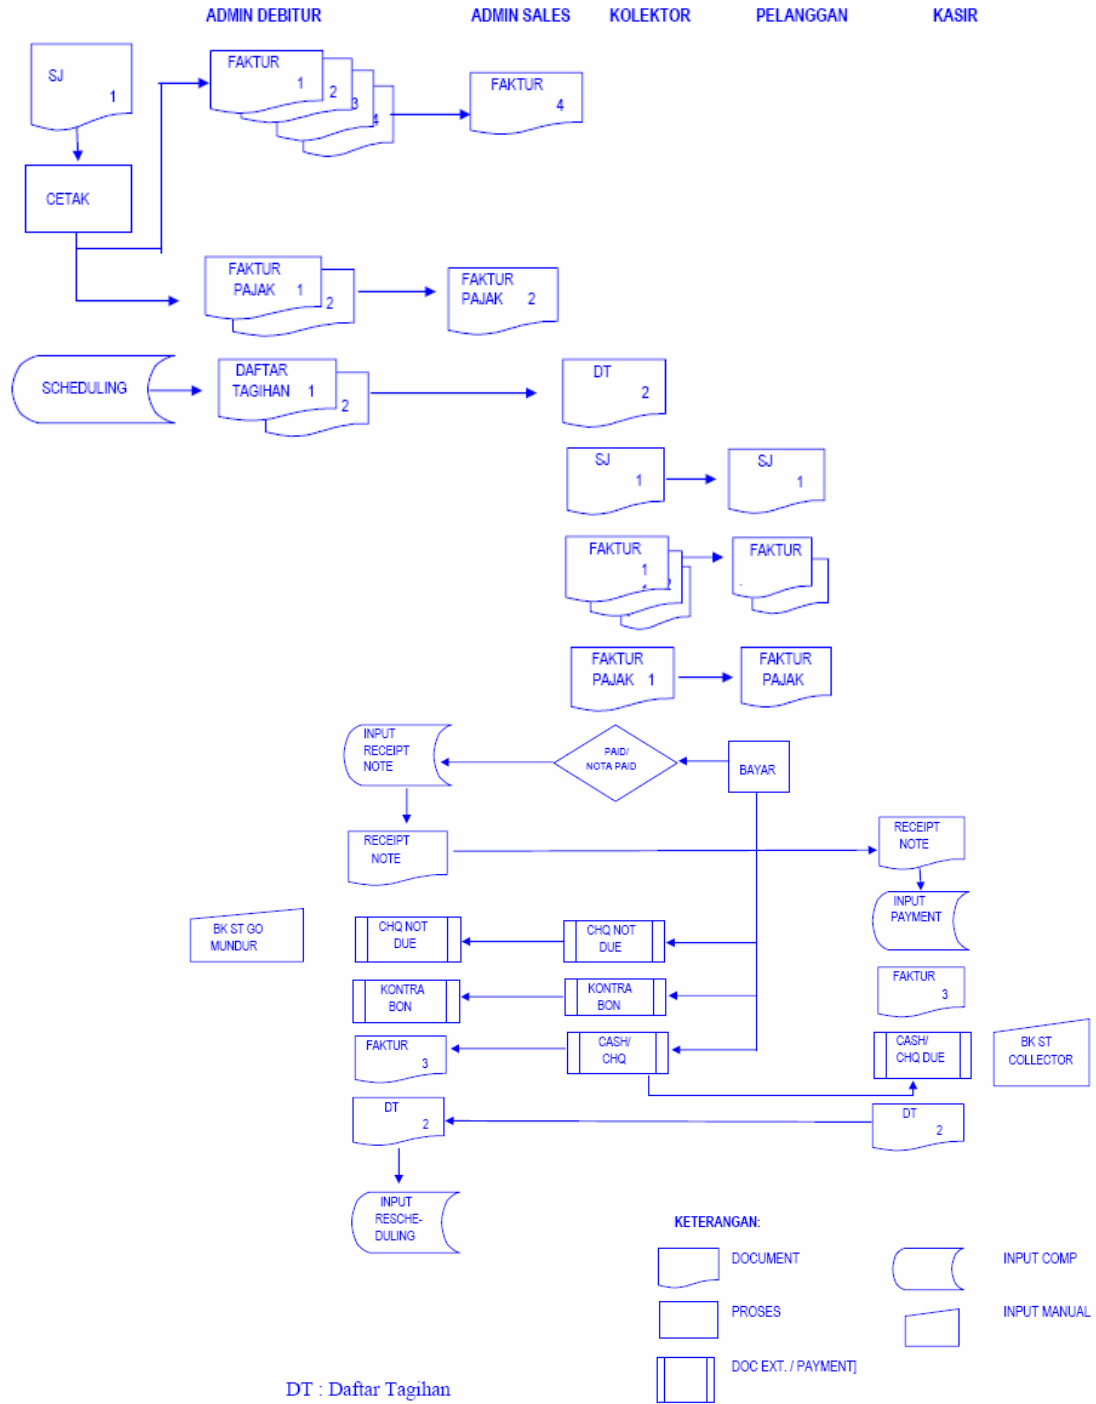 ADMIN DEBITUR ADMIN SALES KOLEKTOR PELANGGAN KASIR
SJ
1
FAKTUR
1
2
3
4
FAKTUR
4
CETAK
FAKTUR
PAJAK 1
2
FAKTUR
PAJAK 2
SCHEDULING
DAFTAR
TAGIHAN 1
2
DT
2
SJ
1
SJ
1
FAKTUR
1
FAKTUR
FAKTUR
PAJAK 1
FAKTUR
PAJAK
INPUT
RECEIPT
NOTE
PAID/
NOTA PAID
BAYAR
RECEIPT
NOTE
RECEIPT
NOTE
INPUT
PAYMENT
BK ST GO
MUNDUR
CHQ NOT
DUE
CHQ NOT
DUE
KONTRA
BON
KONTRA
BON
FAKTUR
3
FAKTUR
3
CASH/
CHQ
CASH/
CHQ DUE
BK ST
COLLECTOR
DT
2
DT
2
INPUT
RESCHE-
DULING
KETERANGAN:
DOCUMENT
INPUT COMP
PROSES
INPUT MANUAL
DOC EXT. / PAYMENT]
DT : Daftar Tagihan